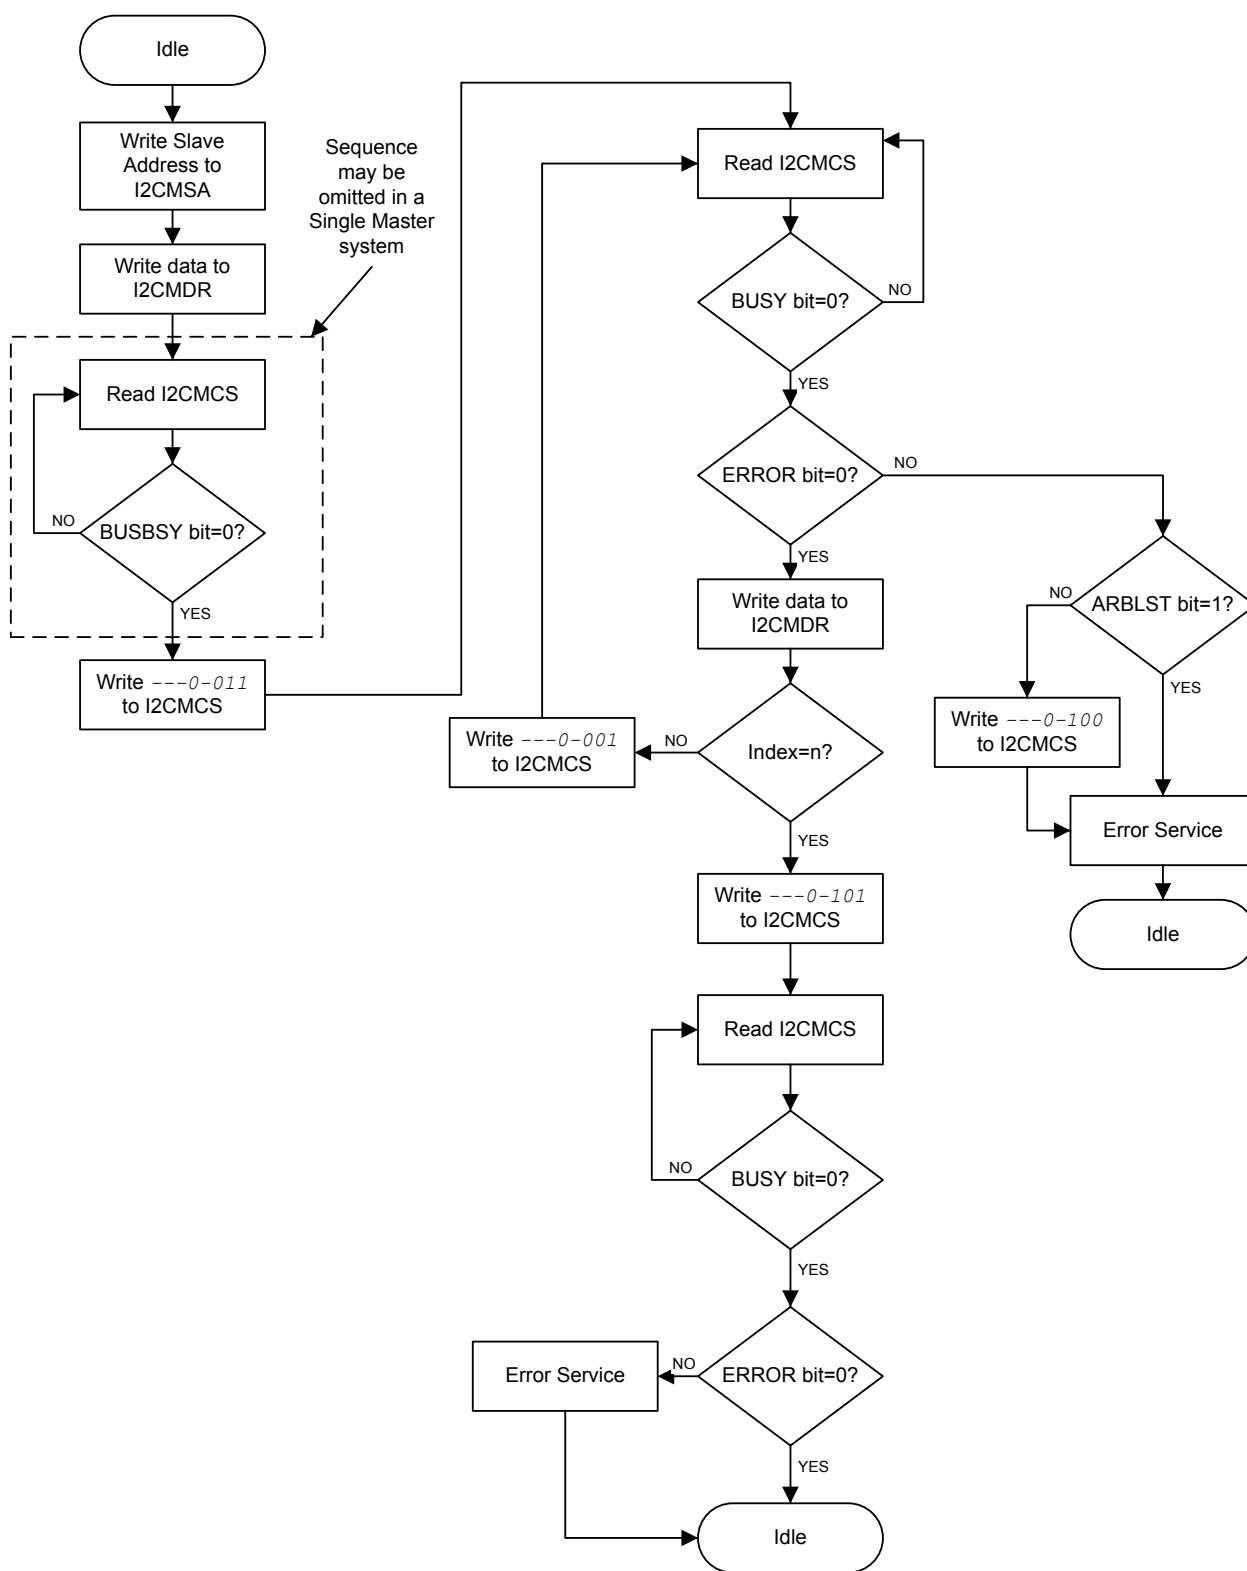 Idle
Write Slave
Address to
I2CMSA
Sequence
may be
omitted in a
Single Master
system
Write data to
I2CMDR
Read I2CMCS
BUSBSY bit=0?
NO
YES
Write ---0-011
to I2CMCS
Read I2CMCS
BUSY bit=0?
NO
YES
ERROR bit=0?
NO
YES
Write data to
I2CMDR
ARBLST bit=1?
NO
YES
Write ---0-100
to I2CMCS
Error Service
Idle
Index=n?
NO
Write ---0-001
to I2CMCS
YES
Write ---0-101
to I2CMCS
Read I2CMCS
BUSY bit=0?
NO
YES
ERROR bit=0?
NO
Error Service
YES
Idle